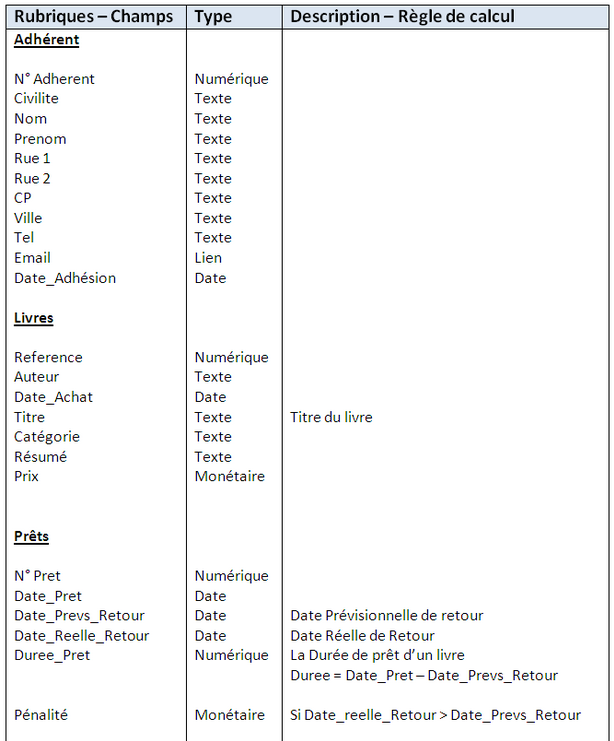 Rubriques – Champs Type Description – Règle de calcul
Adhérent
N° Adherent Numérique
Civilite Texte
Nom Texte
Prenom Texte
Rue 1 Texte
Rue 2 Texte
CP Texte
Ville Texte
Tel Texte
Email Lien
Date_Adhésion Date
Livres
Reference Numérique
Auteur Texte
Date_Achat Date
Titre Texte Titre du livre
Catégorie Texte
Résumé Texte
Prix Monétaire
Prêts
N° Pret Numérique
Date_Pret Date
Date_Prevs_Retour Date Date Prévisionnelle de retour
Date_Reelle_Retour Date Date Réelle de Retour
Duree_Pret Numérique La Durée de prêt d’un livre
Duree = Date_Pret – Date_Prevs_Retour
Pénalité Monétaire Si Date_reelle_Retour > Date_Prevs_Retour